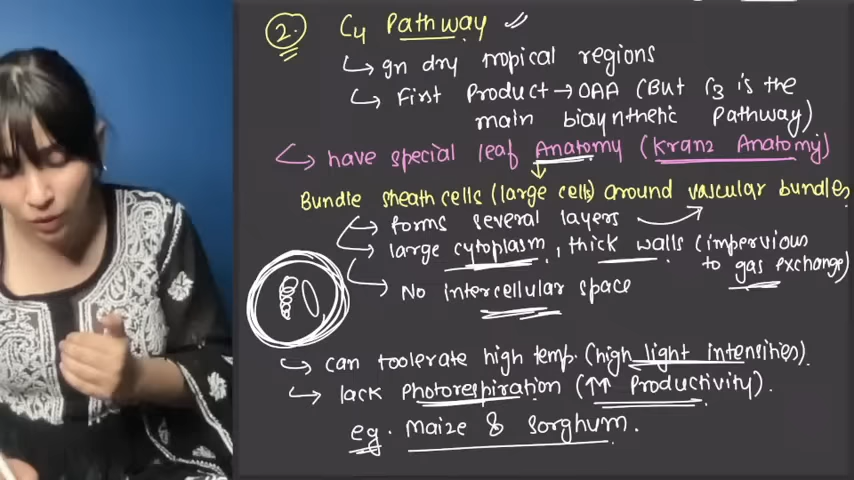 2. C4 Pathway
In dry tropical regions
First Product → OAA (But C3 is the
main biosynthetic Pathway)
have special leaf Anatomy (Kranz Anatomy)
Bundle sheath cells (large cells) around vascular bundles
forms several layers
large cytoplasm, thick walls (impervious
to gas exchange)
No intercellular space
can toolerate high temp. (high light intensities).
lack Photorespiration (↑↑ Productivity).
eg. Maize & sorghum.